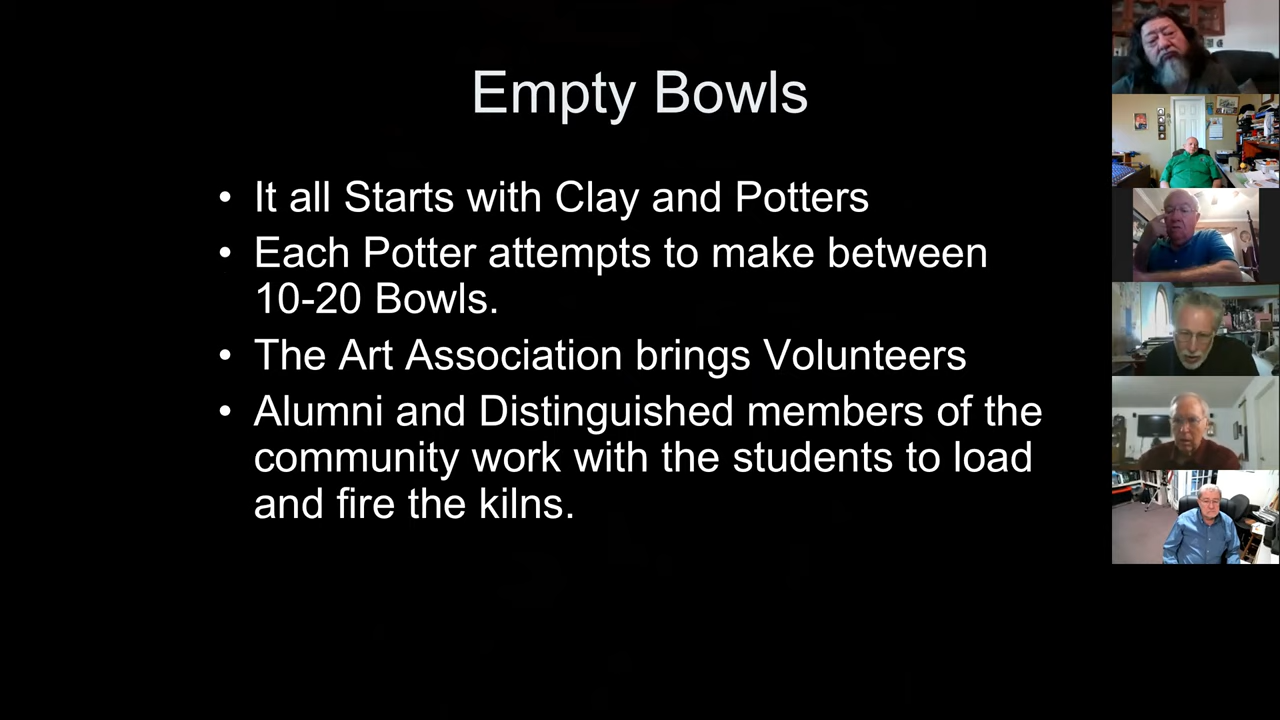 Empty Bowls
• It all Starts with Clay and Potters
• Each Potter attempts to make between
10-20 Bowls.
• The Art Association brings Volunteers
• Alumni and Distinguished members of the
community work with the students to load
and fire the kilns.